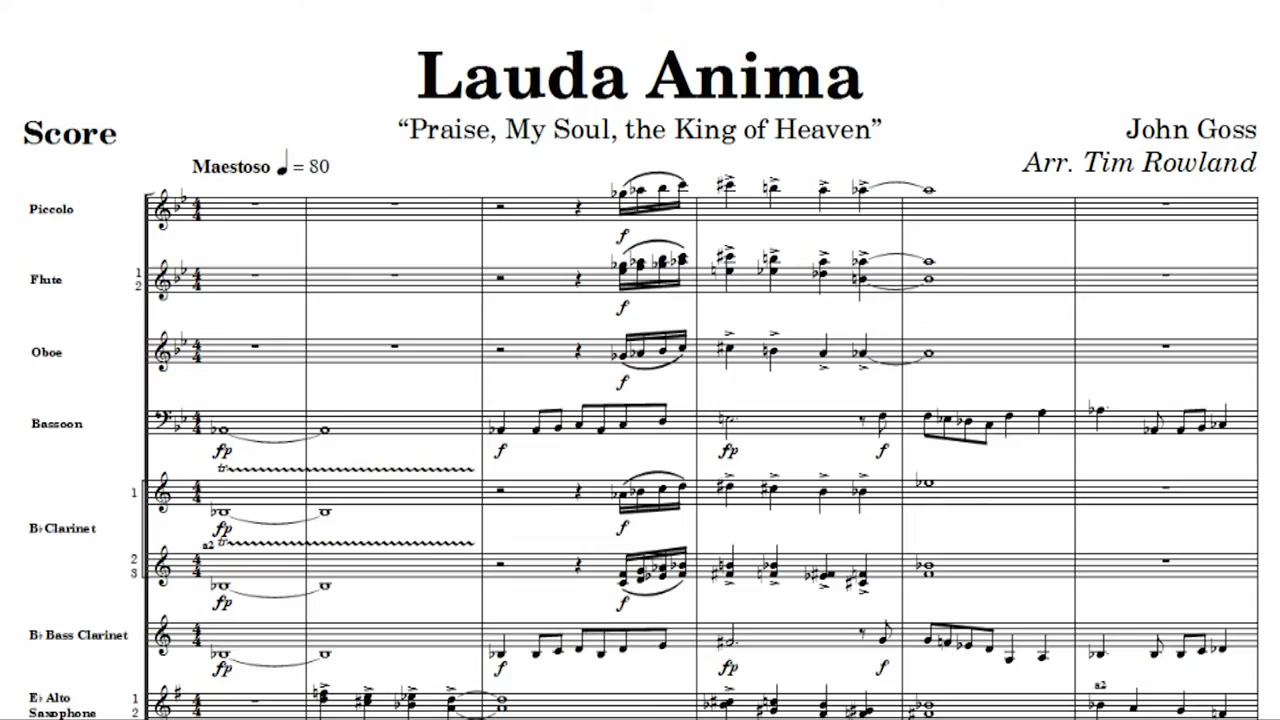 Lauda Anima
“Praise, My Soul, the King of Heaven”
Score
John Goss
Arr. Tim Rowland
Maestoso ♩ = 80
Piccolo
f
Flute
1
2
f
Oboe
f
Bassoon
fp f fp f
tr
1
B♭ Clarinet
fp f
a2 tr
2
3
fp f
B♭ Bass Clarinet
fp f fp f
E♭ Alto
Saxophone
1
2
a2